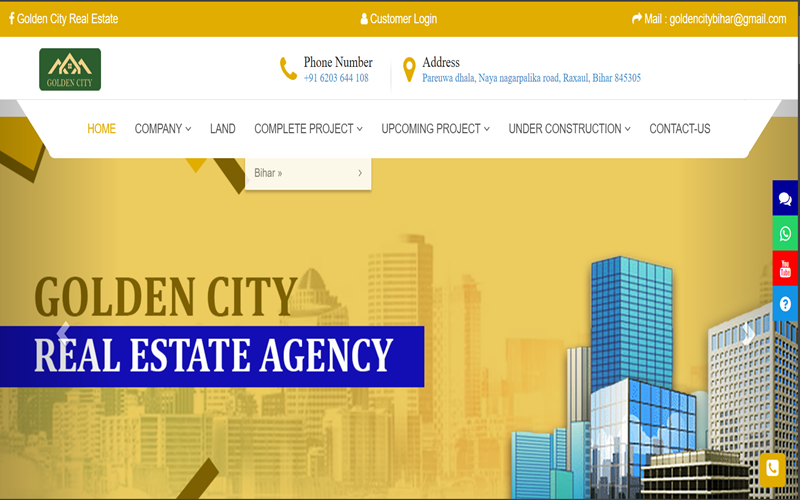 Golden City Real Estate
Customer Login
Mail : goldencitybihar@gmail.com
GOLDEN CITY
Phone Number
+91 6203 644 108
Address
Pareuwa dhala, Naya nagarpalika road, Raxaul, Bihar 845305
HOME COMPANY LAND COMPLETE PROJECT UPCOMING PROJECT UNDER CONSTRUCTION CONTACT-US
Bihar »
GOLDEN CITY
REAL ESTATE AGENCY
You
Tube